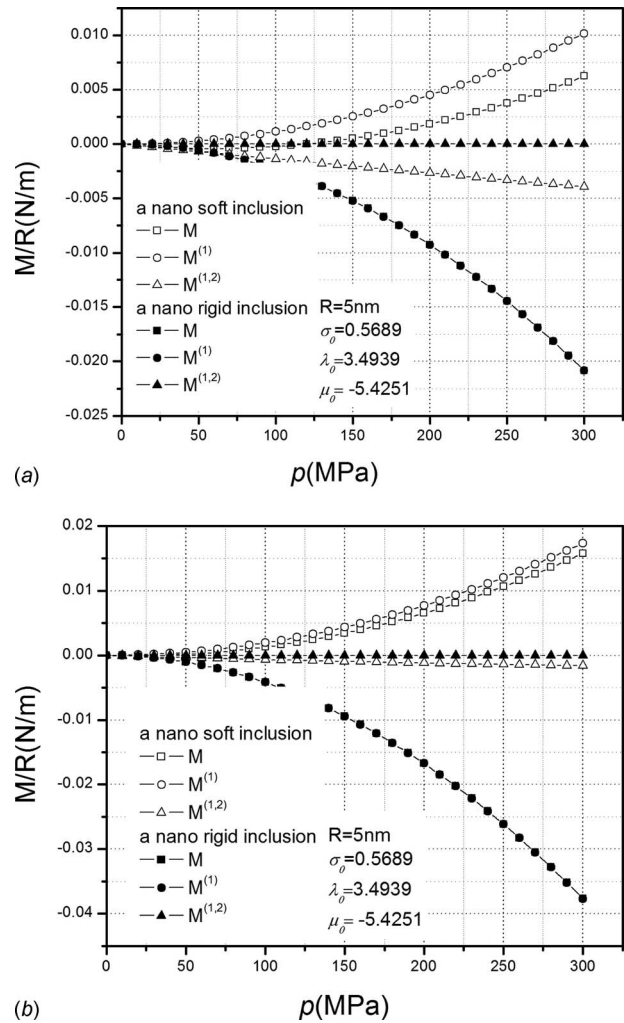 0.010
0.005
0.000
-0.005
-0.010
-0.015
-0.020
-0.025
M/R(N/m)
a nano soft inclusion
—□— M
—○— M(1)
—△— M(1,2)
a nano rigid inclusion
—■— M
—●— M(1)
—▲— M(1,2)
R=5nm
σ0=0.5689
λ0=3.4939
μ0= -5.4251
0 50 100 150 200 250 300
p(MPa)
(a)
0.02
0.01
0.00
-0.01
-0.02
-0.03
-0.04
M/R(N/m)
a nano soft inclusion
—□— M
—○— M(1)
—△— M(1,2)
a nano rigid inclusion
—■— M
—●— M(1)
—▲— M(1,2)
R=5nm
σ0=0.5689
λ0=3.4939
μ0= -5.4251
0 50 100 150 200 250 300
p(MPa)
(b)